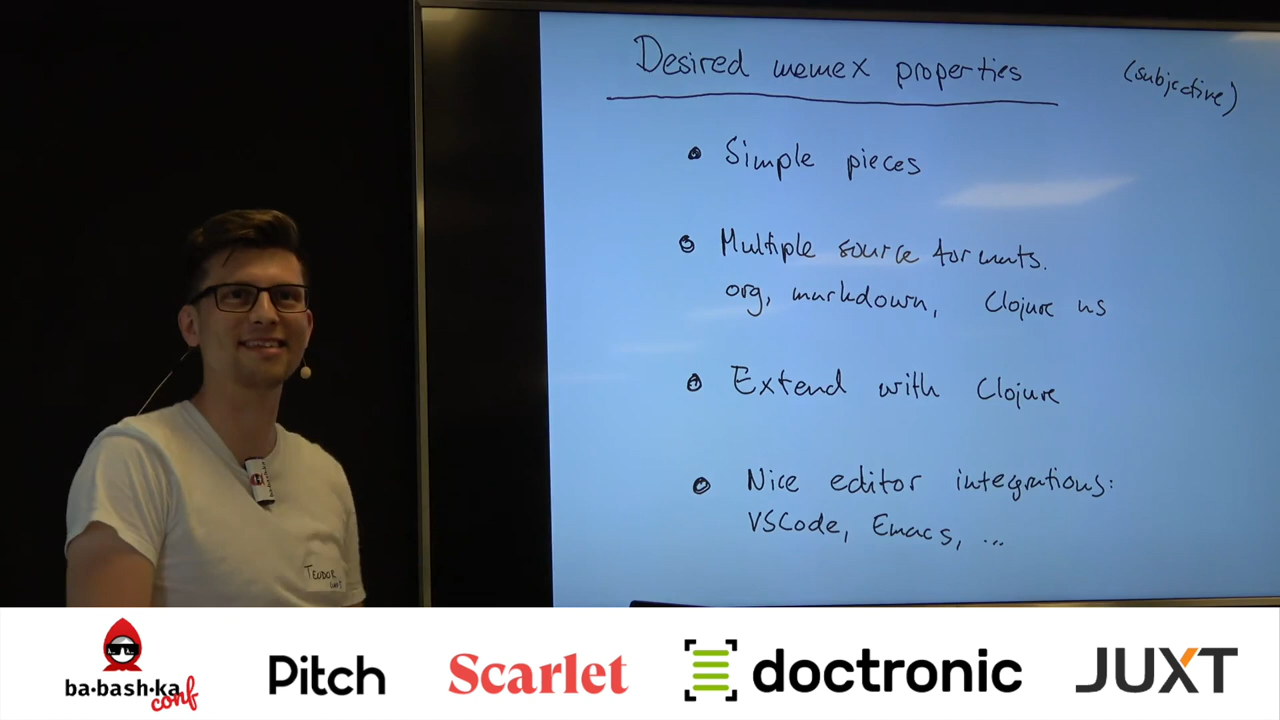 Desired memex properties
(subjective)
Simple pieces
Multiple source formats.
org, markdown, Clojure ns
Extend with Clojure
Nice editor integrations:
VSCode, Emacs, ...
TEODOR
ba•bash•ka
conf
Pitch
Scarlet
doctronic
JUXT